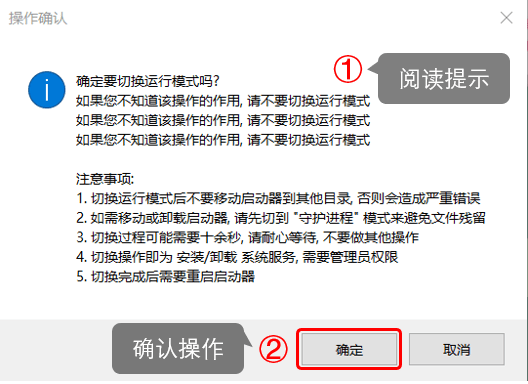 操作确认
① 阅读提示
确定要切换运行模式吗?
如果您不知道该操作的作用, 请不要切换运行模式
如果您不知道该操作的作用, 请不要切换运行模式
如果您不知道该操作的作用, 请不要切换运行模式
注意事项:
1. 切换运行模式后不要移动启动器到其他目录, 否则会造成严重错误
2. 如需移动或卸载启动器, 请先切到 "守护进程" 模式来避免文件残留
3. 切换过程可能需要十余秒, 请耐心等待, 不要做其他操作
4. 切换操作即为 安装/卸载 系统服务, 需要管理员权限
5. 切换完成后需要重启启动器
确认操作 ② 确定 取消